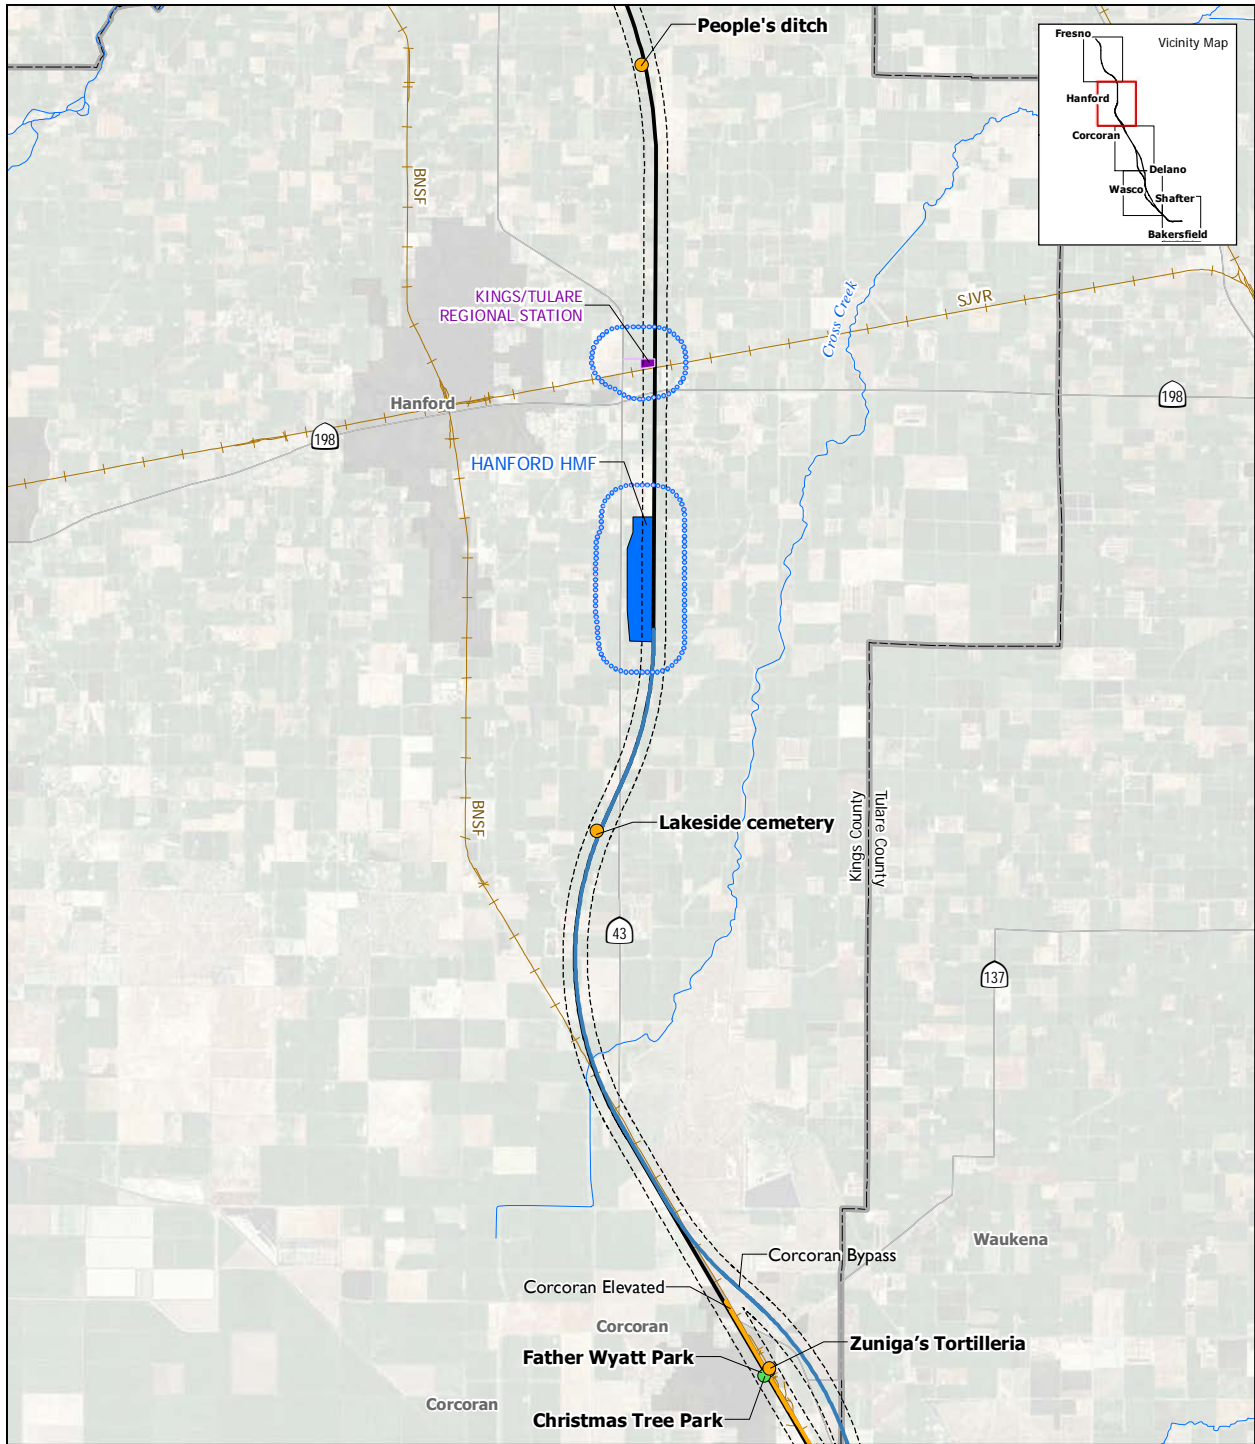 People's ditch
Fresno
Vicinity Map
Hanford
Corcoran
Delano
Wasco
Shafter
Bakersfield
BNSF
KINGS/TULARE
REGIONAL STATION
SJVR
Cross Creek
Hanford
198
198
HANFORD HMF
BNSF
Lakeside cemetery
Kings County
Tulare County
43
137
Waukena
Corcoran Bypass
Corcoran Elevated
Corcoran
Zuniga’s Tortilleria
Father Wyatt Park
Corcoran
Christmas Tree Park